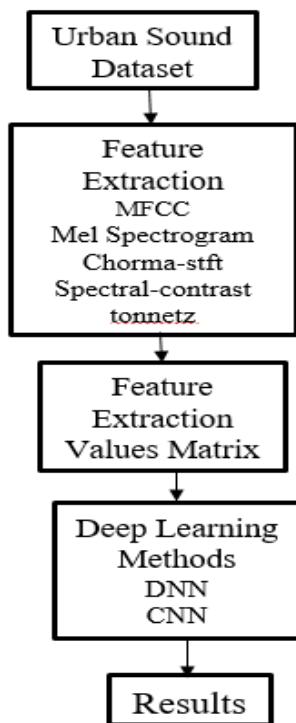 Urban Sound
Dataset
Feature
Extraction
MFCC
Mel Spectrogram
Chorma-stft
Spectral-contrast
tonnetz
Feature
Extraction
Values Matrix
Deep Learning
Methods
DNN
CNN
Results